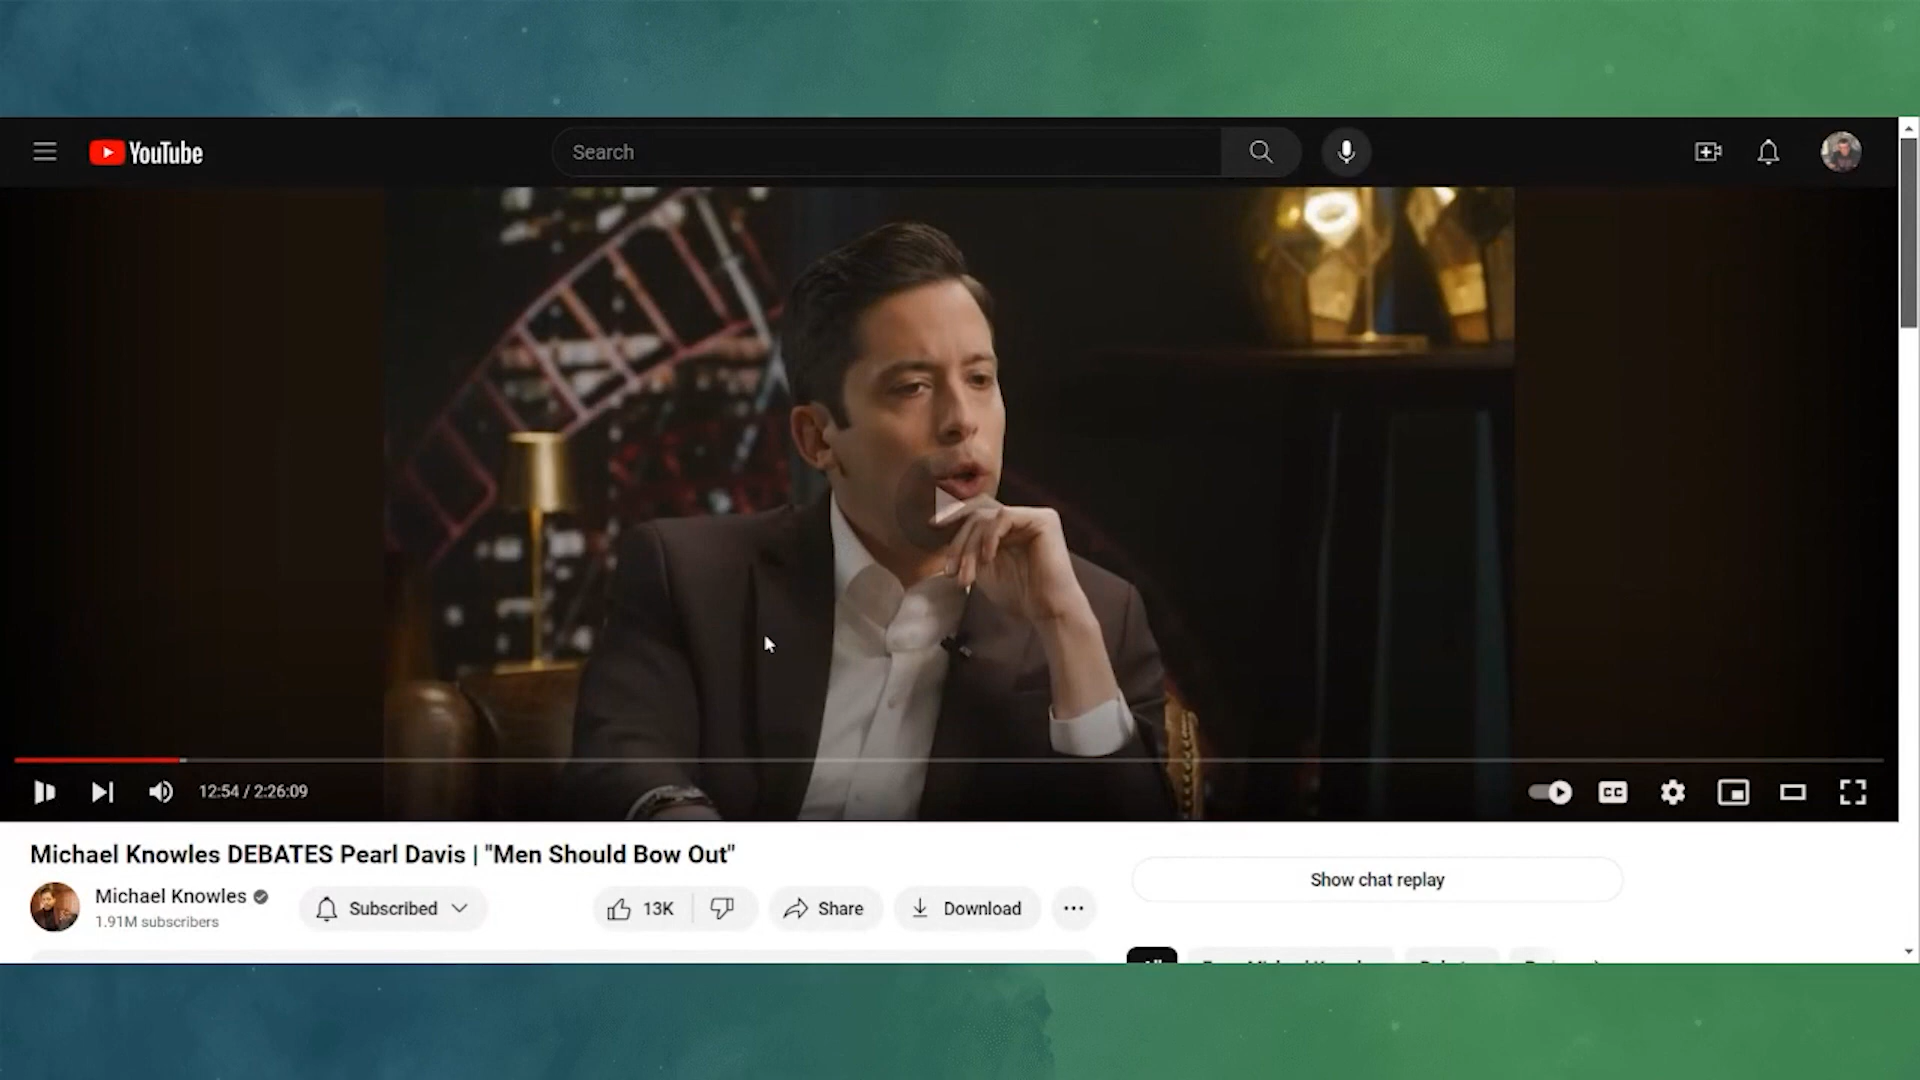 YouTube
Search
12:54 / 2:26:09
CC
Michael Knowles DEBATES Pearl Davis | "Men Should Bow Out"
Michael Knowles
1.91M subscribers
Subscribed
13K
Share
Download
Show chat replay